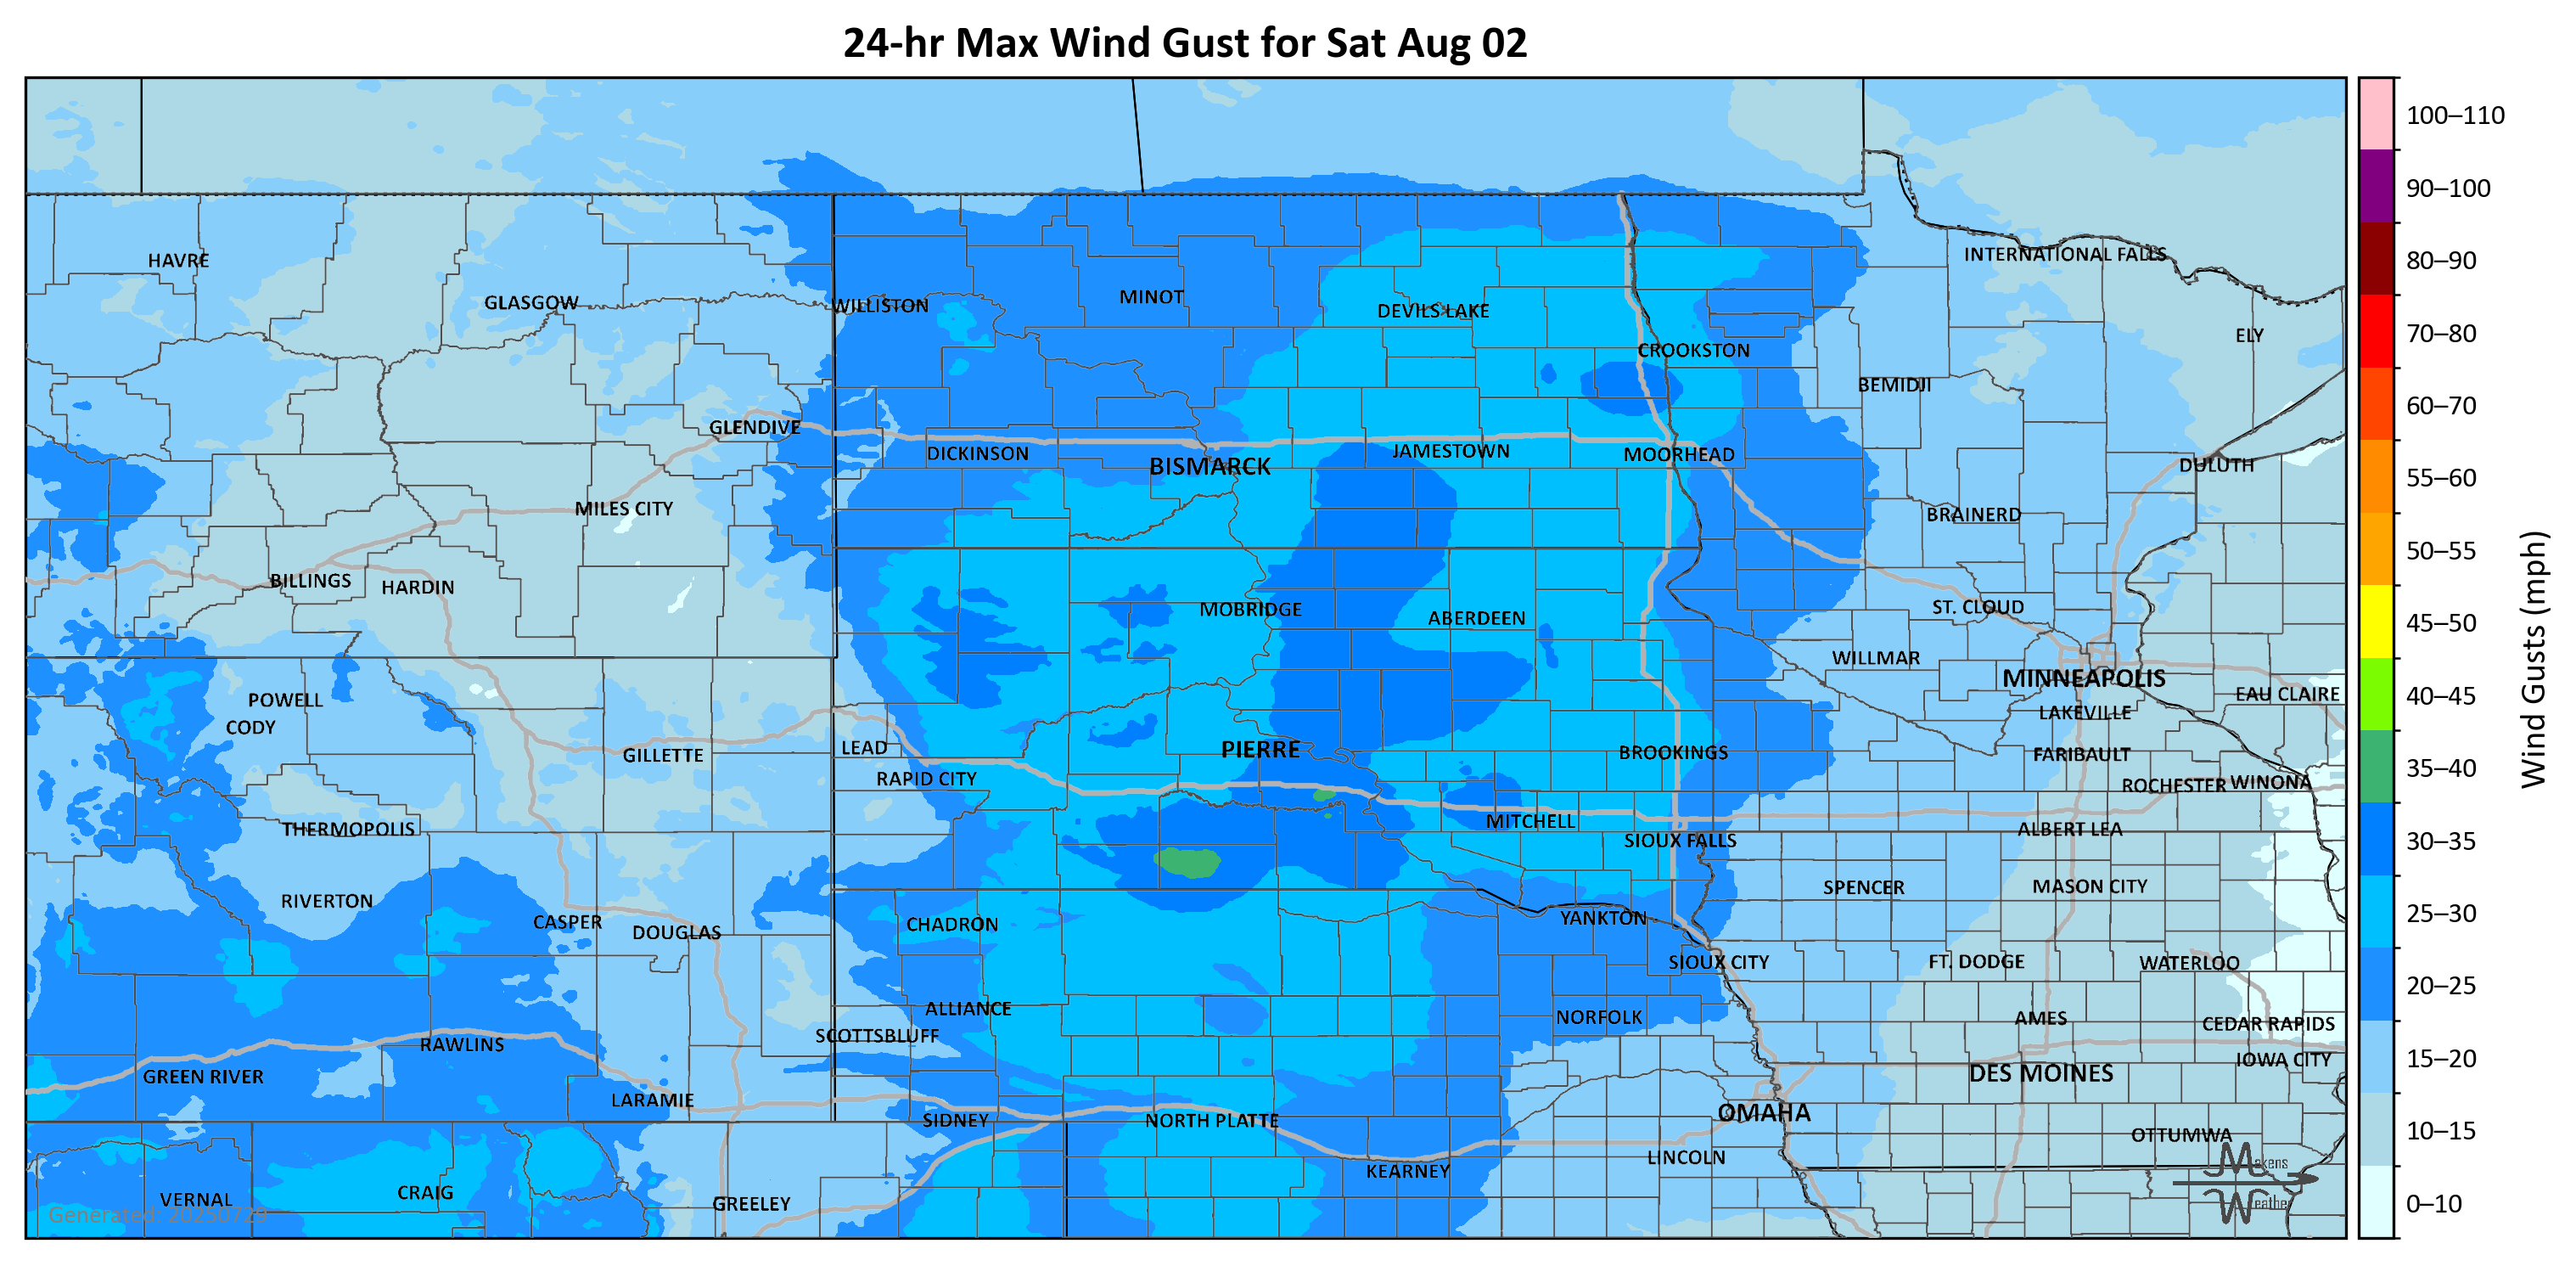 24-hr Max Wind Gust for Sat Aug 02
100–110
90–100
80–90
70–80
60–70
55–60
50–55
45–50
40–45
35–40
30–35
25–30
20–25
15–20
10–15
0–10
Wind Gusts (mph)
HAVRE
INTERNATIONAL FALLS
GLASGOW
WILLISTON
MINOT
DEVILS LAKE
ELY
CROOKSTON
BEMIDJI
GLENDIVE
DICKINSON
BISMARCK
JAMESTOWN
MOORHEAD
DULUTH
MILES CITY
BRAINERD
BILLINGS
HARDIN
MOBRIDGE
ABERDEEN
ST. CLOUD
WILLMAR
MINNEAPOLIS
POWELL
EAU CLAIRE
CODY
LAKEVILLE
GILLETTE
LEAD
PIERRE
BROOKINGS
FARIBAULT
RAPID CITY
ROCHESTER
WINONA
THERMOPOLIS
MITCHELL
SIOUX FALLS
ALBERT LEA
RIVERTON
SPENCER
MASON CITY
CASPER
DOUGLAS
CHADRON
YANKTON
SIOUX CITY
FT. DODGE
WATERLOO
ALLIANCE
NORFOLK
AMES
CEDAR RAPIDS
RAWLINS
SCOTTSBLUFF
IOWA CITY
GREEN RIVER
DES MOINES
LARAMIE
SIDNEY
NORTH PLATTE
OMAHA
OTTUMWA
KEARNEY
LINCOLN
VERNAL
CRAIG
GREELEY
Makens
Weather
Generated: 20250729